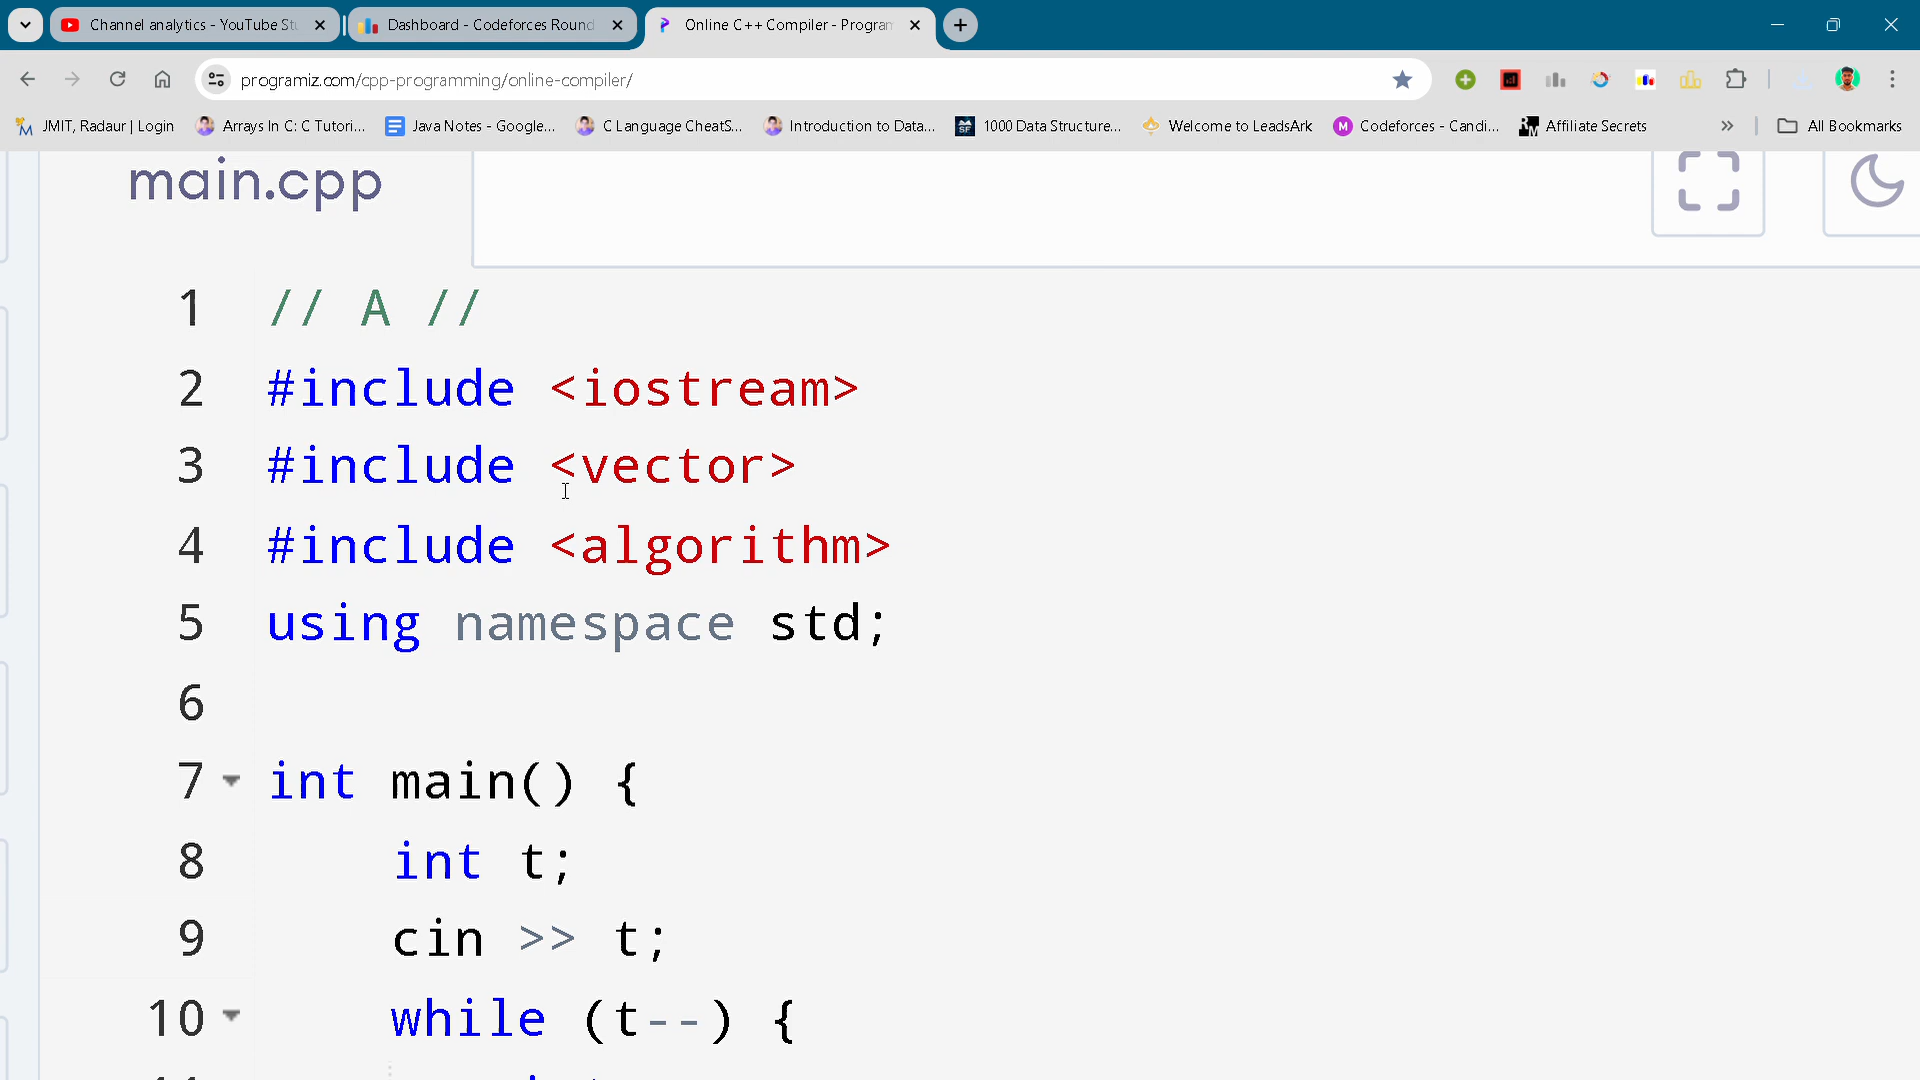 Channel analytics - YouTube Stu
Dashboard - Codeforces Round
Online C++ Compiler - Program
programiz.com/cpp-programming/online-compiler/
JMIT, Radaur | Login
Arrays In C: C Tutori...
Java Notes - Google...
C Language CheatS...
Introduction to Data...
1000 Data Structure...
Welcome to LeadsArk
Codeforces - Candi...
Affiliate Secrets
All Bookmarks
main.cpp
1 // A //
2 #include <iostream>
3 #include <vector>
4 #include <algorithm>
5 using namespace std;
6
7 int main() {
8 int t;
9 cin >> t;
10 while (t--) {